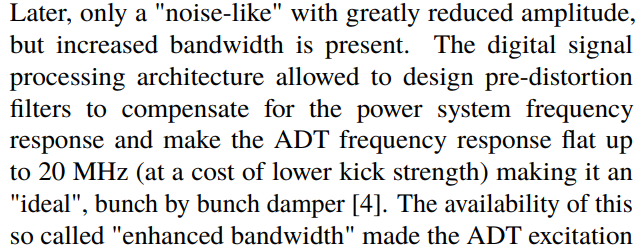 Later, only a "noise-like" with greatly reduced amplitude,
but increased bandwidth is present. The digital signal
processing architecture allowed to design pre-distortion
filters to compensate for the power system frequency
response and make the ADT frequency response flat up
to 20 MHz (at a cost of lower kick strength) making it an
"ideal", bunch by bunch damper [4]. The availability of this
so called "enhanced bandwidth" made the ADT excitation